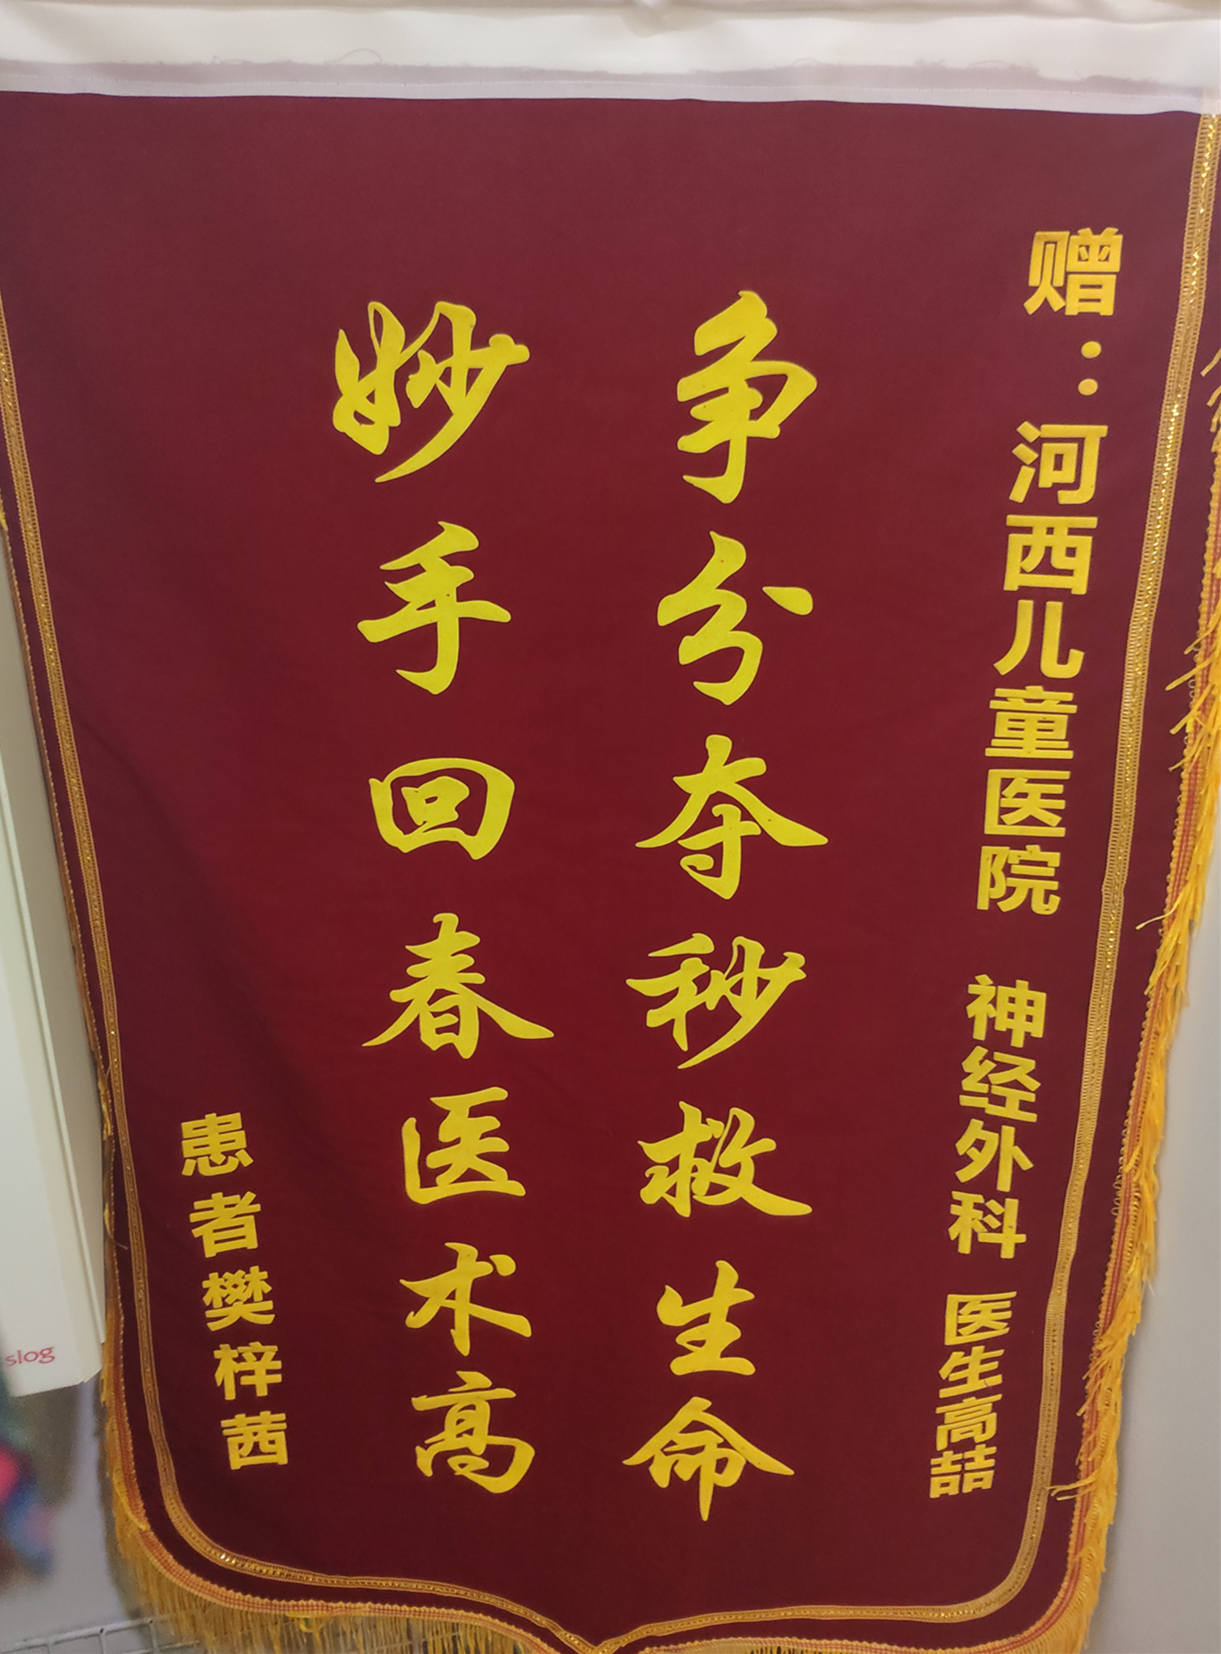 赠：河西儿童医院 神经外科 医生高喆
争分夺秒救生命
妙手回春医术高
患者樊梓茜
slog